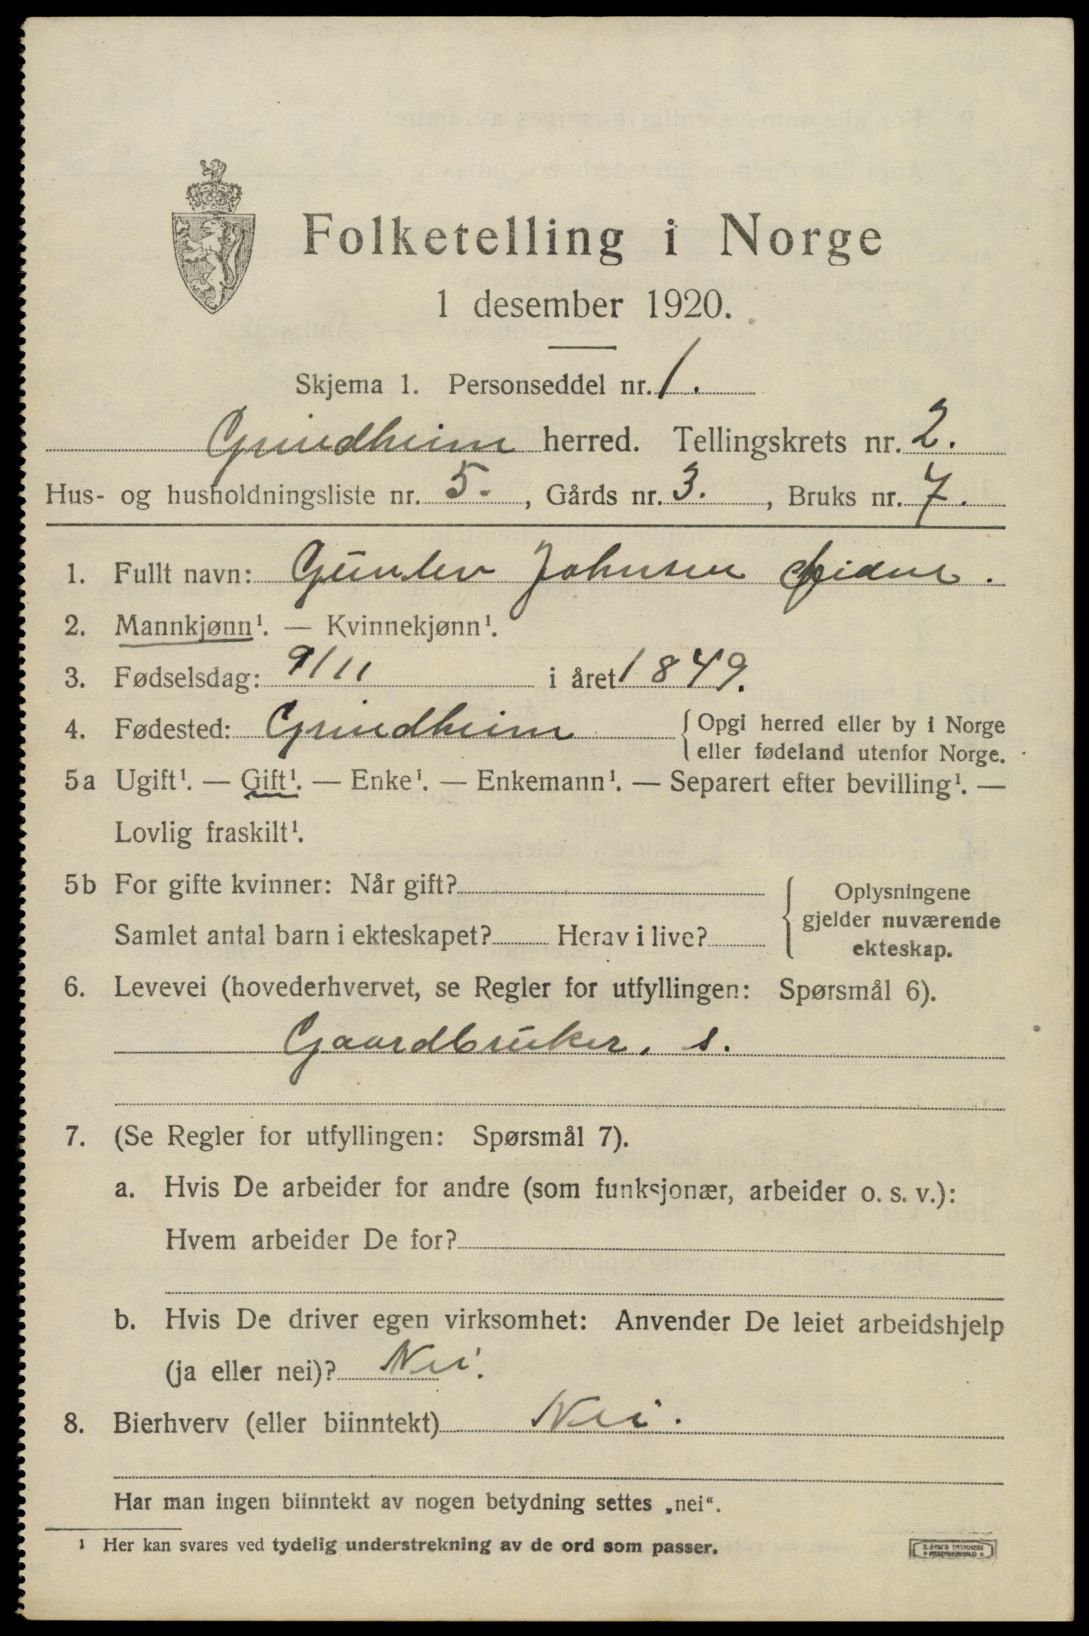 Folketelling i Norge
1 desember 1920.
Skjema 1. Personseddel nr. 1.
Grindheim herred. Tellingskrets nr. 2.
Hus- og husholdningsliste nr. 5. , Gårds nr. 3. , Bruks nr. 7.
1. Fullt navn: Gunlev Johnsen
2. Mannkjønn¹. — Kvinnekjønn¹.
3. Fødselsdag: 9/11 i året 1849.
4. Fødested: Grindheim { Opgi herred eller by i Norge
eller fødeland utenfor Norge.
5a Ugift¹. — Gift¹. — Enke¹. — Enkemann¹. — Separert efter bevilling¹. —
Lovlig fraskilt¹.
5b For gifte kvinner: Når gift?
Samlet antal barn i ekteskapet? Herav i live?
{ Oplysningene
gjelder nuværende
ekteskap.
6. Levevei (hovederhvervet, se Regler for utfyllingen: Spørsmål 6).
Gaardbruker. s.
7. (Se Regler for utfyllingen: Spørsmål 7).
a. Hvis De arbeider for andre (som funksjonær, arbeider o. s. v.):
Hvem arbeider De for?
b. Hvis De driver egen virksomhet: Anvender De leiet arbeidshjelp
(ja eller nei)? Nei.
8. Bierhverv (eller biinntekt) Nei.
Har man ingen biinntekt av nogen betydning settes „nei“.
¹ Her kan svares ved tydelig understrekning av de ord som passer.